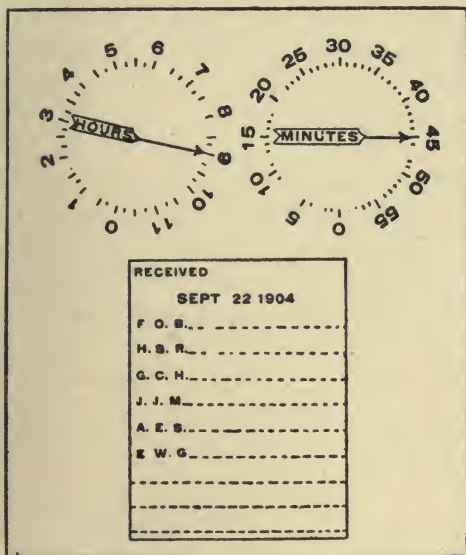 0 1 2 3 4 5 6 7 8 9 10 11
HOURS
0 5 10 15 20 25 30 35 40 45 50 55
MINUTES
RECEIVED
SEPT 22 1904
F O. B.
H. S. R.
G. C. H.
J. J. M.
A. E. S.
E W. G.